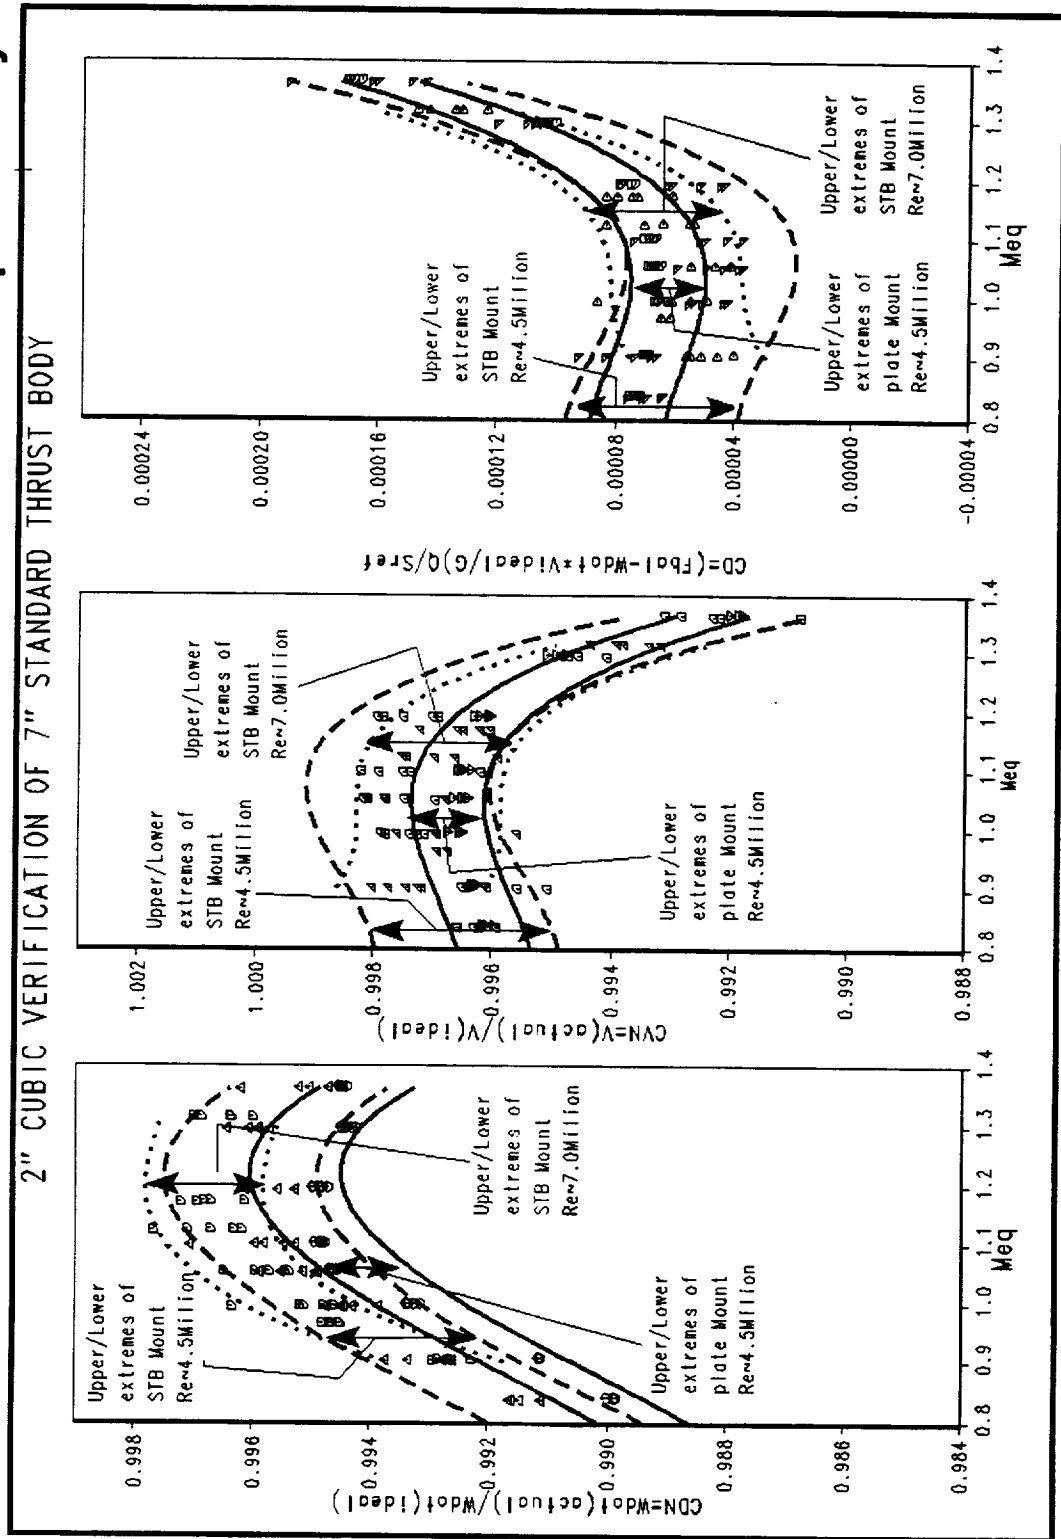 2" CUBIC VERIFICATION OF 7" STANDARD THRUST BODY
CDN=Wdot(actual)/Wdot(ideal)
0.998
0.996
0.994
0.992
0.990
0.988
0.986
0.984
0.8
0.9
1.0
1.1
1.2
1.3
1.4
Meq
Upper/Lower
extremes of
STB Mount
Re~4.5Million
Upper/Lower
extremes of
plate Mount
Re~4.5Million
Upper/Lower
extremes of
STB Mount
Re~7.0Million
CVN=V(actual)/V(ideal)
1.002
1.000
0.998
0.996
0.994
0.992
0.990
0.988
0.8
0.9
1.0
1.1
1.2
1.3
1.4
Meq
Upper/Lower
extremes of
STB Mount
Re~4.5Million
Upper/Lower
extremes of
plate Mount
Re~4.5Million
Upper/Lower
extremes of
STB Mount
Re~7.0Million
CD=(Fbal-Wdot*Videal/G)Q/Sref
0.00024
0.00020
0.00016
0.00012
0.00008
0.00004
0.00000
-0.00004
0.8
0.9
1.0
1.1
1.2
1.3
1.4
Meq
Upper/Lower
extremes of
STB Mount
Re~4.5Million
Upper/Lower
extremes of
plate Mount
Re~4.5Million
Upper/Lower
extremes of
STB Mount
Re~7.0Million